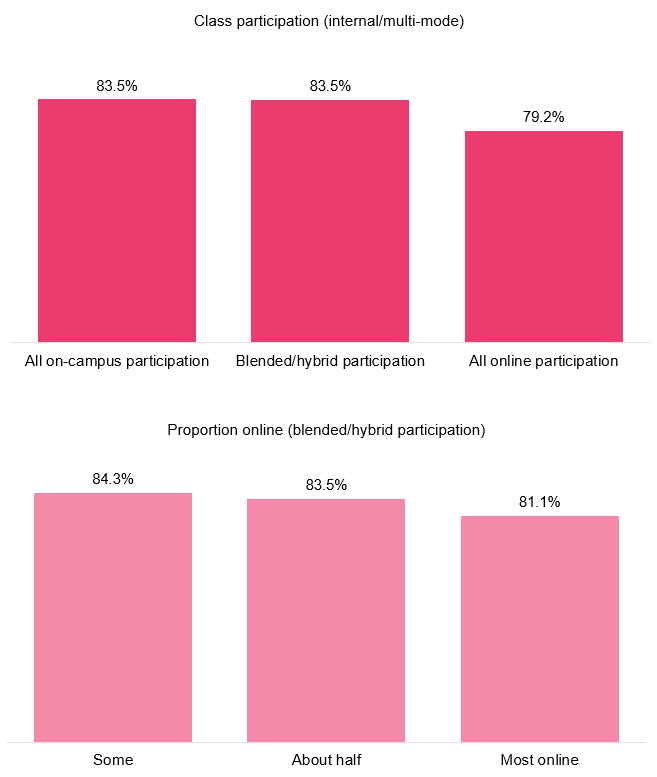 Class participation (internal/multi-mode)
83.5%
83.5%
79.2%
All on-campus participation
Blended/hybrid participation
All online participation
Proportion online (blended/hybrid participation)
84.3%
83.5%
81.1%
Some
About half
Most online